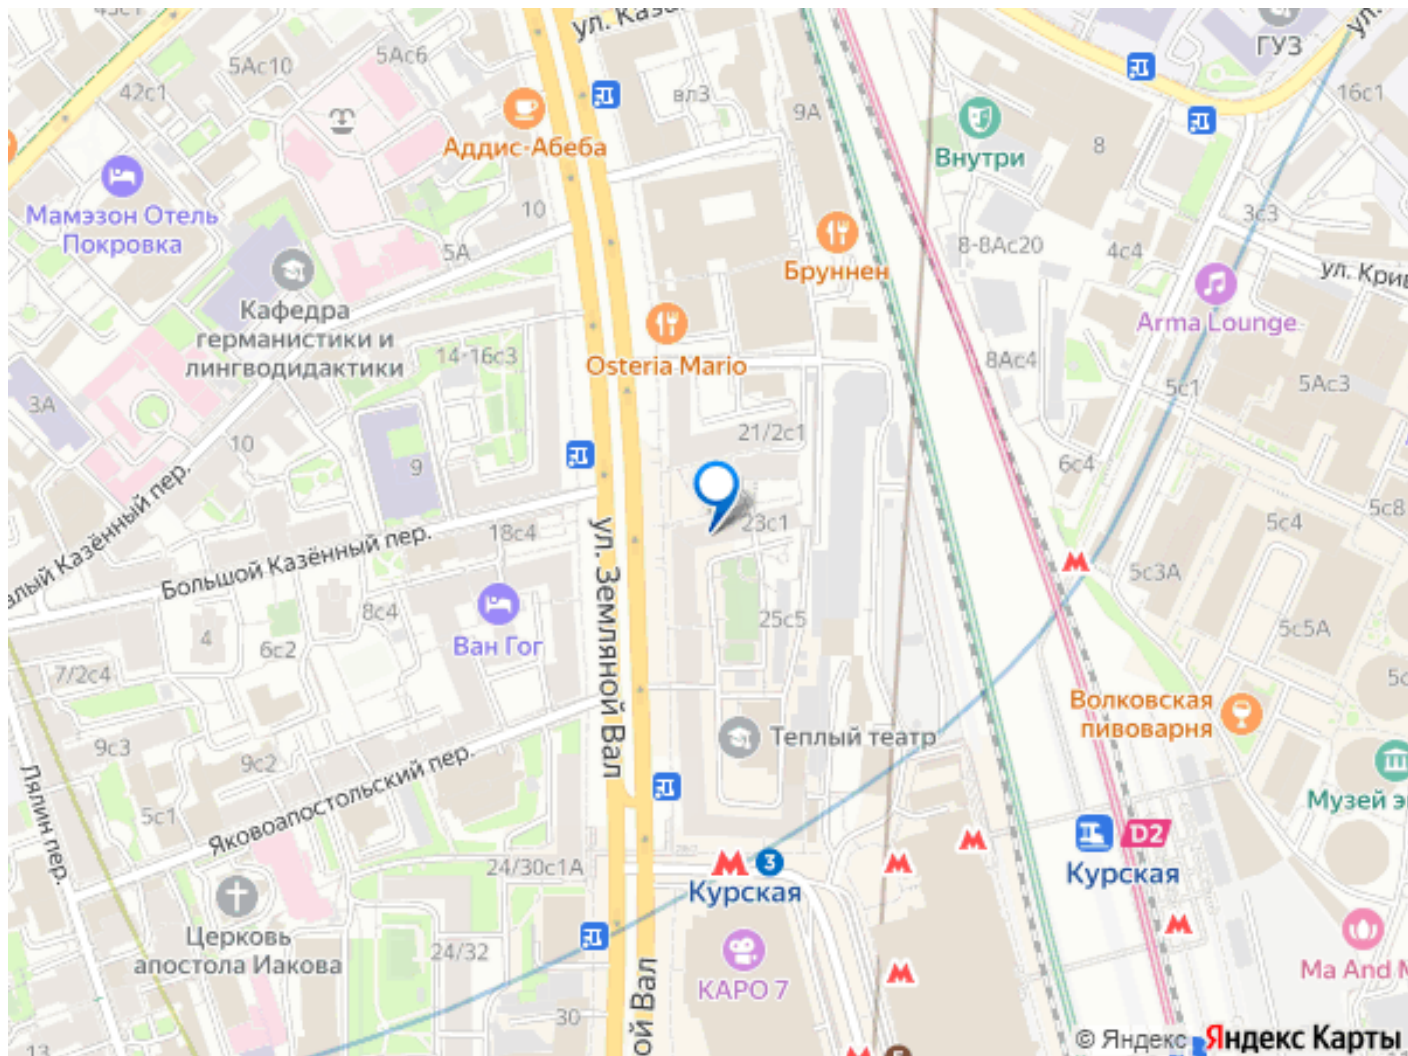 ул. Каза
5Ас6
5Ас10
42с1
Аддис-Абеба
вл3
9А
Внутри
8
ГУЗ
ул.
16с1
Мамэзон Отель
Покровка
10
5А
Бруннен
8-8Ас20
4с4
3с3
ул. Крив
Кафедра
германистики и
лингводидактики
Osteria Mario
Arma Lounge
14-16с3
8Ас4
5с1
5Ас3
3А
10
9
21/2с1
6с4
5с8
5с4
алый Казённый пер.
Большой Казённый пер.
18с4
ул. Земляной Вал
23с1
5с3А
8с4
4
6с2
Ван Гог
25с5
5с5А
7/2с4
Волковская
пивоварня
9с3
9с2
Теплый театр
Лялин пер.
5с1
Яковоапостольский пер.
Музей э
D2
Курская
24/30с1А
3
Курская
Церковь
апостола Иакова
24/32
КАРО 7
Ma And M
30
ой Вал
13
© Яндекс Яндекс Карты